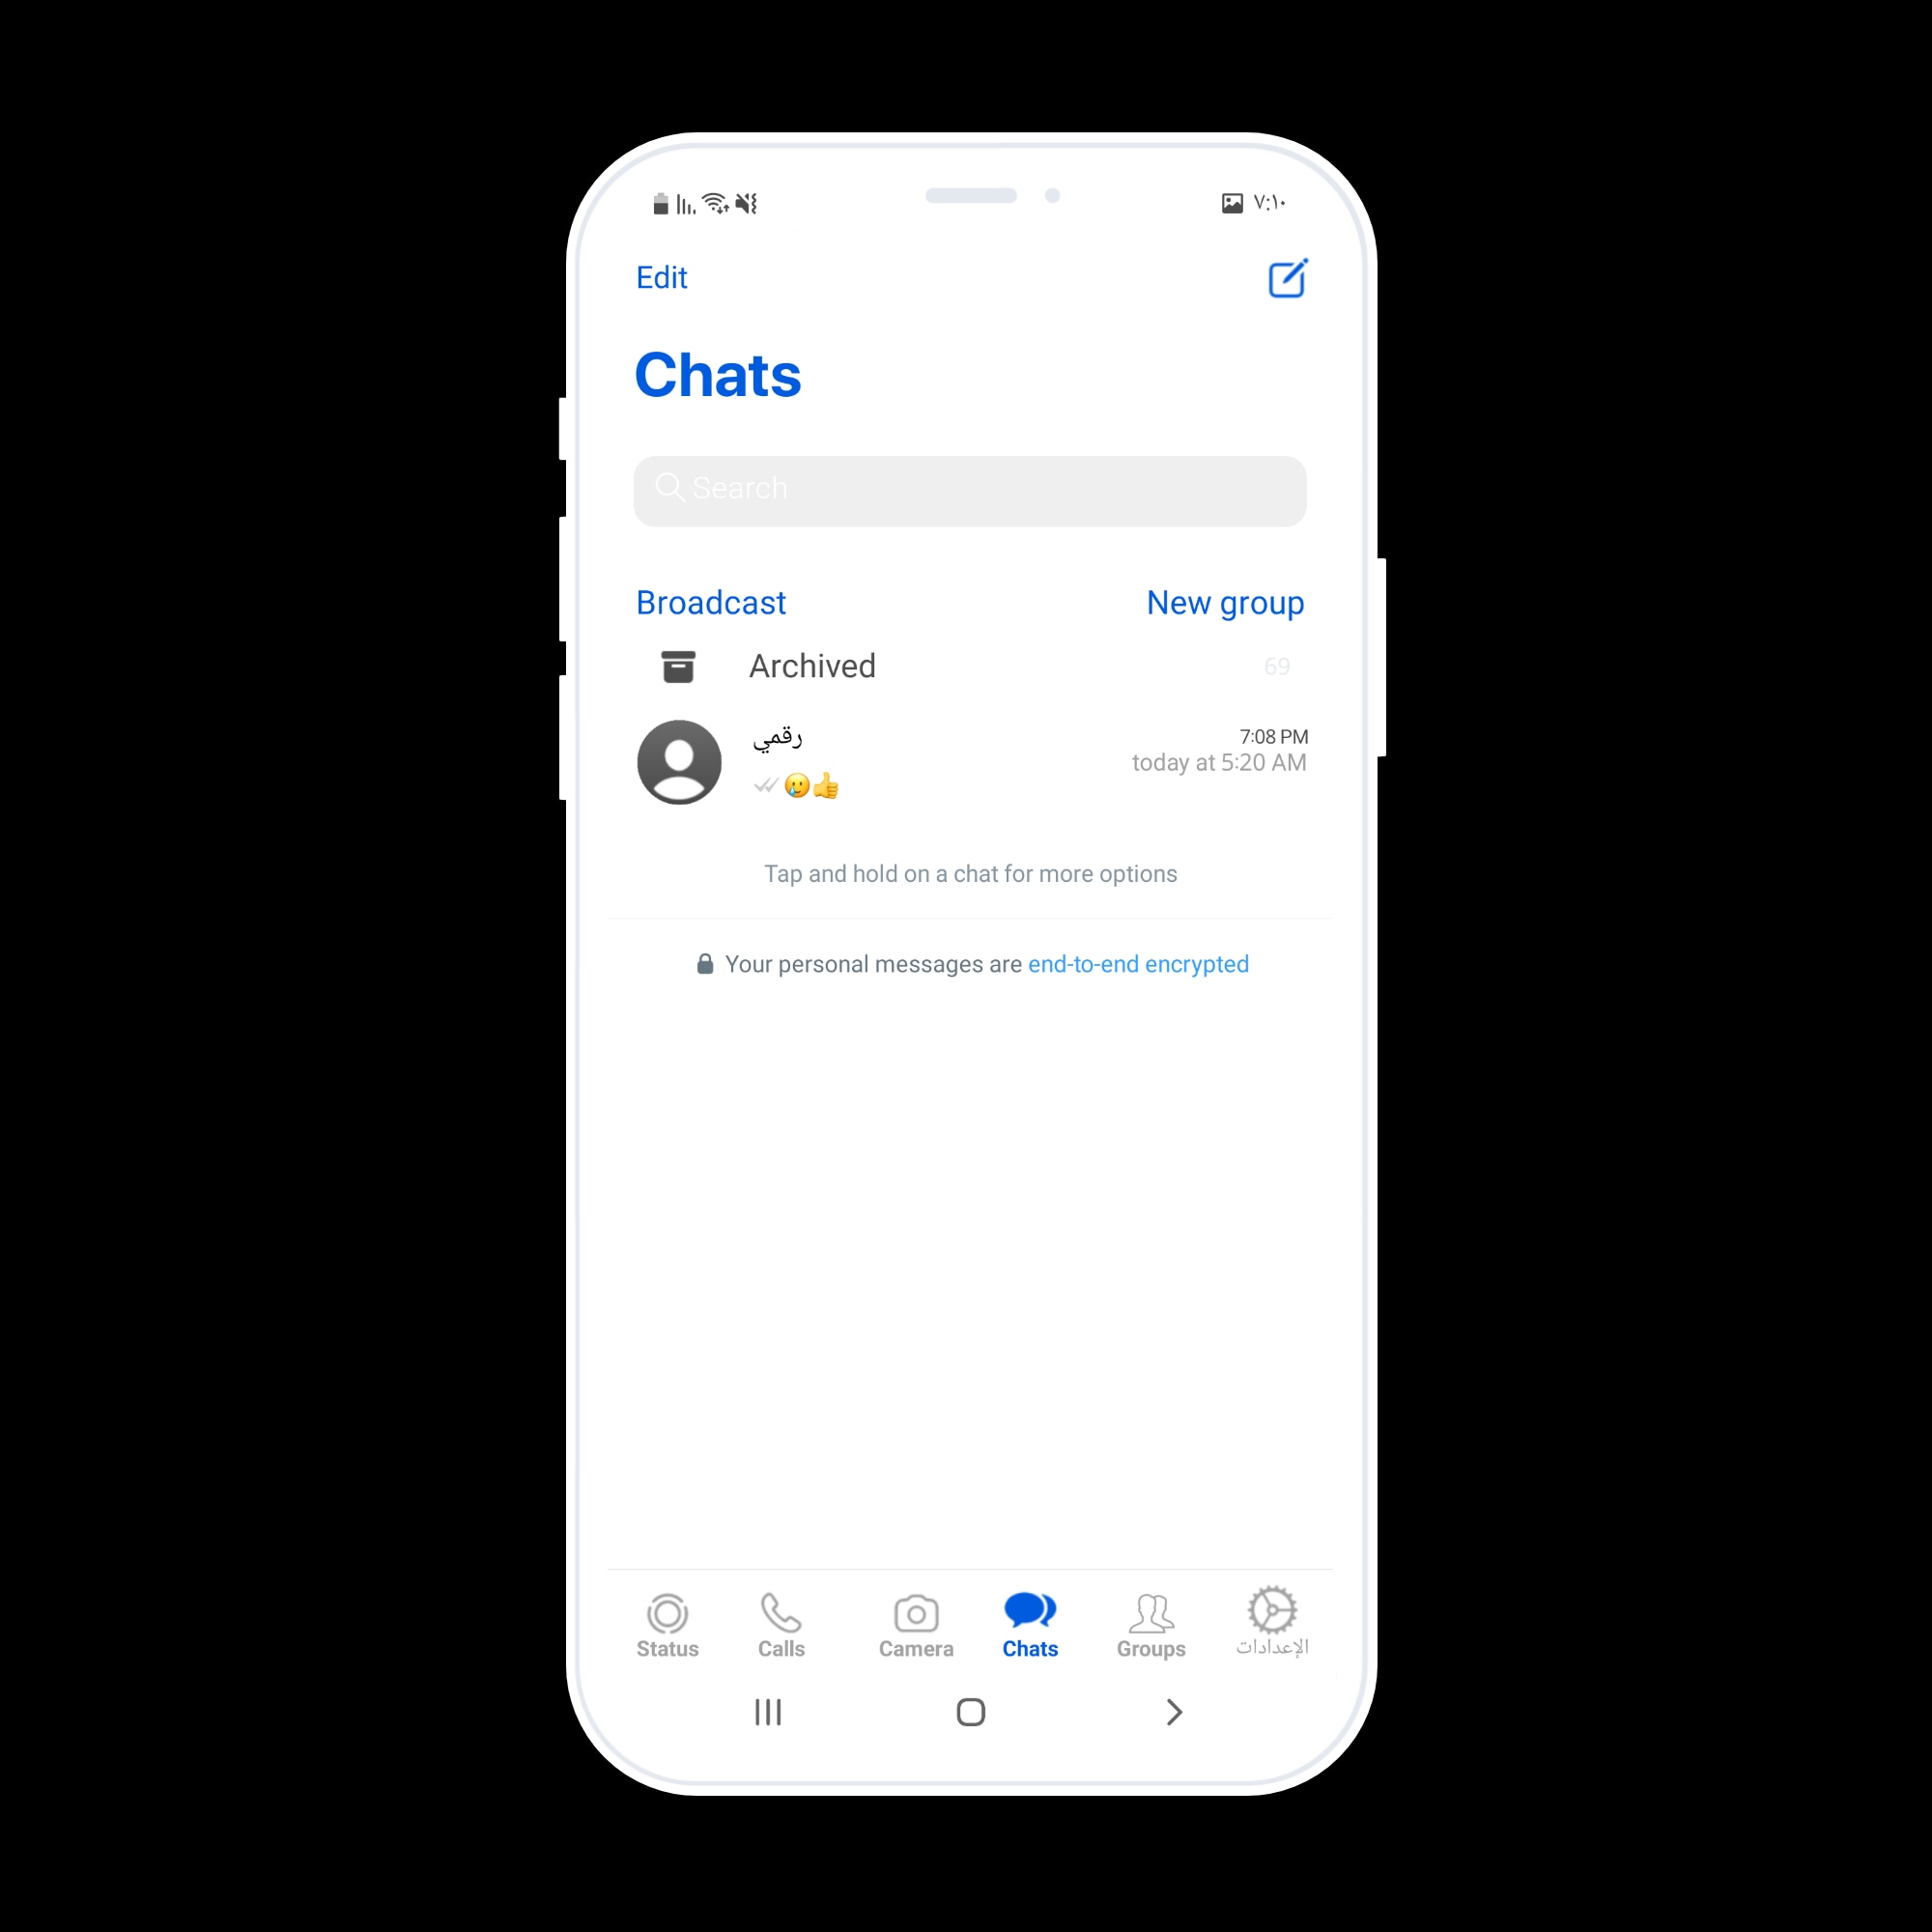 ٧:١٠
Edit
Chats
Search
Broadcast New group
Archived 69
رقمي 7:08 PM
today at 5:20 AM
🥲👍
Tap and hold on a chat for more options
Your personal messages are end-to-end encrypted
Status Calls Camera Chats Groups الإعدادات